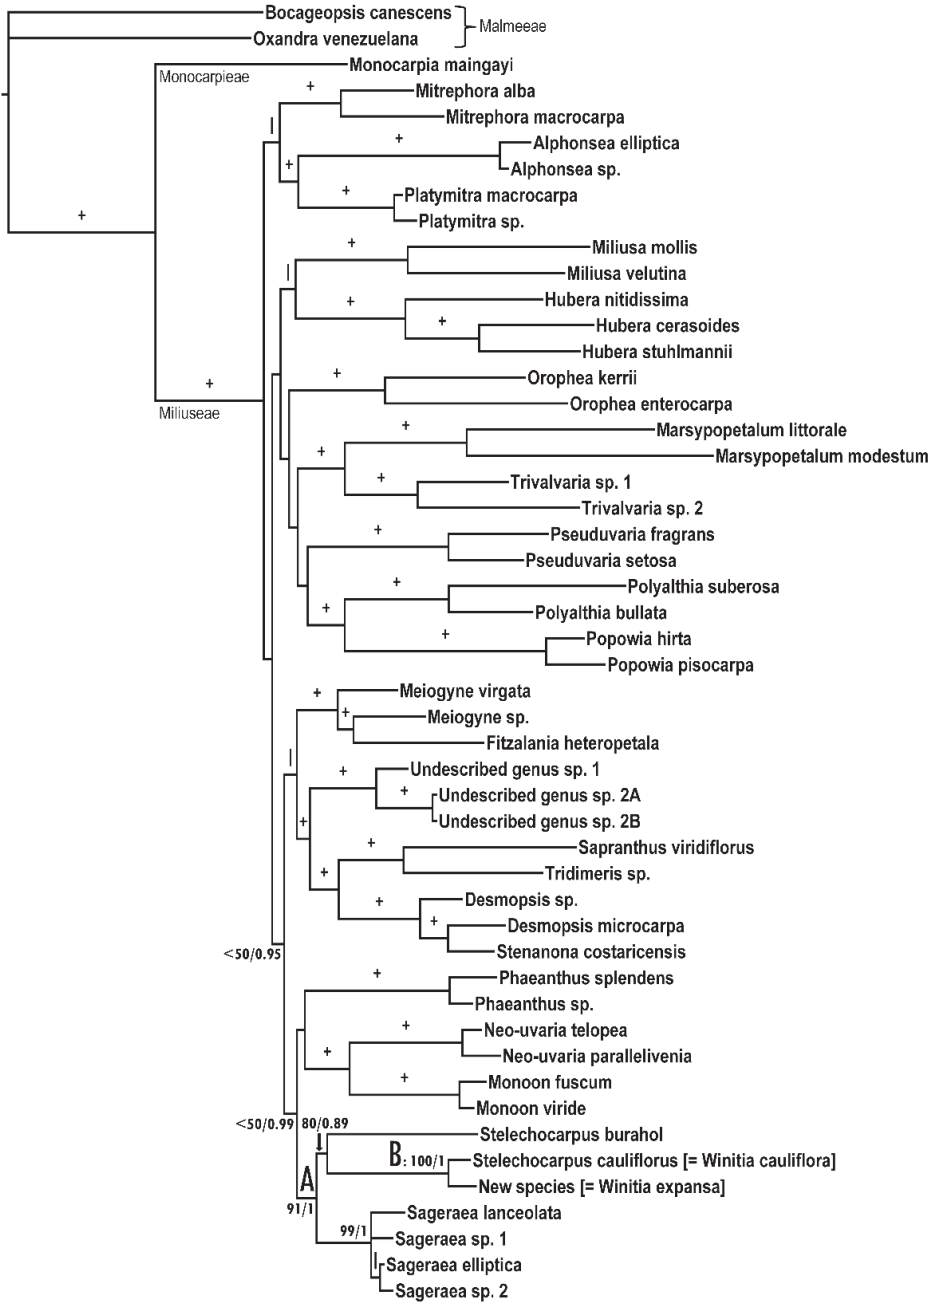 Bocageopsis canescens
Malmeeae
Oxandra venezuelana
Monocarpia maingayi
Monocarpieae
+
Mitrephora alba
Mitrephora macrocarpa
+
Alphonsea elliptica
+
Alphonsea sp.
+
Platymitra macrocarpa
+
Platymitra sp.
+
Miliusa mollis
Miliusa velutina
+
Hubera nitidissima
+
Hubera cerasoides
Hubera stuhlmannii
+
Orophea kerrii
+
Miliuseae
Orophea enterocarpa
+
Marsypopetalum littorale
+
Marsypopetalum modestum
+
Trivalvaria sp. 1
Trivalvaria sp. 2
+
Pseuduvaria fragrans
Pseuduvaria setosa
+
Polyalthia suberosa
+
Polyalthia bullata
+
Popowia hirta
Popowia pisocarpa
+
Meiogyne virgata
+
Meiogyne sp.
Fitzalania heteropetala
+
Undescribed genus sp. 1
+
Undescribed genus sp. 2A
+
Undescribed genus sp. 2B
+
Sapranthus viridiflorus
+
Tridimeris sp.
+
Desmopsis sp.
+
Desmopsis microcarpa
Stenanona costaricensis
<50/0.95
+
Phaeanthus splendens
Phaeanthus sp.
+
Neo-uvaria telopea
+
Neo-uvaria parallelivenia
+
Monoon fuscum
Monoon viride
<50/0.99
80/0.89
Stelechocarpus burahol
B: 100/1
Stelechocarpus cauliflorus [= Winitia cauliflora]
A
New species [= Winitia expansa]
91/1
Sageraea lanceolata
99/1
Sageraea sp. 1
Sageraea elliptica
Sageraea sp. 2